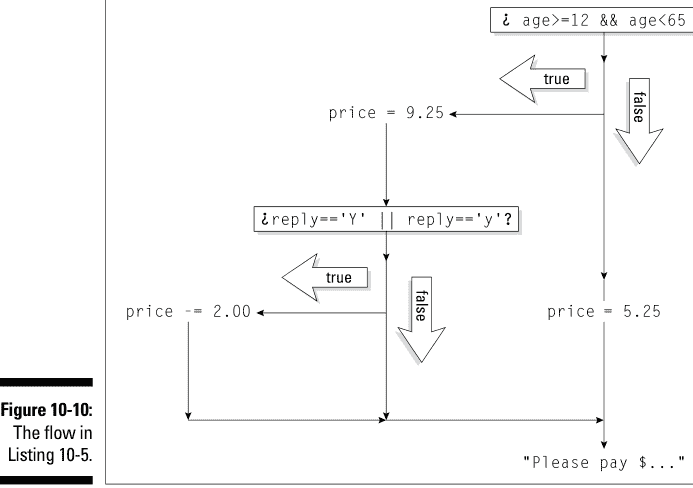 ¿ age>=12 && age<65
true
false
price = 9.25
¿reply=='Y' || reply=='y'?
true
false
price -= 2.00
price = 5.25
Figure 10-10:
The flow in
Listing 10-5.
"Please pay $..."